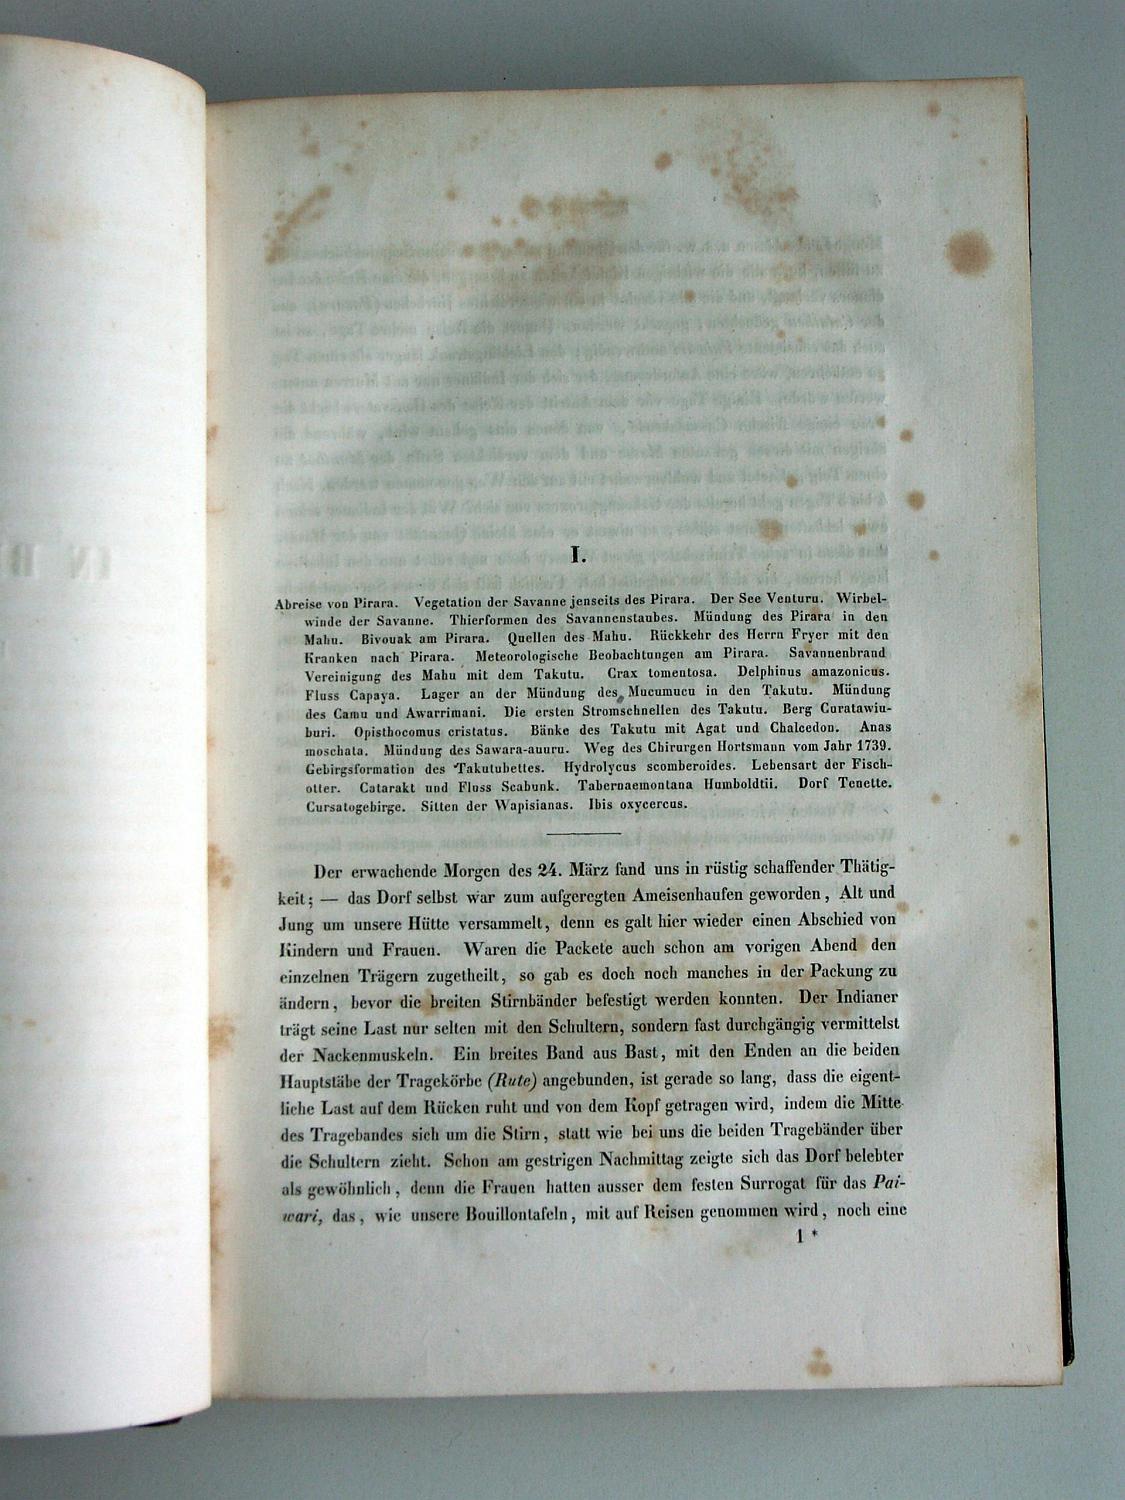 I.
Abreise von Pirara. Vegetation der Savanne jenseits des Pirara. Der See Venturu. Wirbel-
winde der Savanne. Thierformen des Savannenstaubes. Mündung des Pirara in den
Mahu. Bivouak am Pirara. Quellen des Mahu. Rückkehr des Herrn Fryer mit den
Kranken nach Pirara. Meteorologische Beobachtungen am Pirara. Savannenbrand
Vereinigung des Mahu mit dem Takutu. Crax tomentosa. Delphinus amazonicus.
Fluss Capaya. Lager an der Mündung des Mucumucu in den Takutu. Mündung
des Camu und Awarrimani. Die ersten Stromschnellen des Takutu. Berg Curatawiu-
buri. Opisthocomus cristatus. Bänke des Takutu mit Agat und Chalcedon. Anas
moschata. Mündung des Sawara-auuru. Weg des Chirurgen Hortsmann vom Jahr 1739.
Gebirgsformation des Takutubettes. Hydrolycus scomberoides. Lebensart der Fisch-
otter. Catarakt und Fluss Scabunk. Tabernaemontana Humboldtii. Dorf Tenette.
Cursatogebirge. Sitten der Wapisianas. Ibis oxycercus.
Der erwachende Morgen des 24. März fand uns in rüstig schaffender Thätig-
keit; — das Dorf selbst war zum aufgeregten Ameisenhaufen geworden, Alt und
Jung um unsere Hütte versammelt, denn es galt hier wieder einen Abschied von
Kindern und Frauen. Waren die Packete auch schon am vorigen Abend den
einzelnen Trägern zugetheilt, so gab es doch noch manches in der Packung zu
ändern, bevor die breiten Stirnbänder befestigt werden konnten. Der Indianer
trägt seine Last nur selten mit den Schultern, sondern fast durchgängig vermittelst
der Nackenmuskeln. Ein breites Band aus Bast, mit den Enden an die beiden
Hauptstäbe der Tragekörbe (Rute) angebunden, ist gerade so lang, dass die eigent-
liche Last auf dem Rücken ruht und von dem Kopf getragen wird, indem die Mitte
des Tragebandes sich um die Stirn, statt wie bei uns die beiden Tragebänder über
die Schultern zieht. Schon am gestrigen Nachmittag zeigte sich das Dorf belebter
als gewöhnlich, denn die Frauen hatten ausser dem festen Surrogat für das Pai-
wari, das, wie unsere Bouillontafeln, mit auf Reisen genommen wird, noch eine
1 *